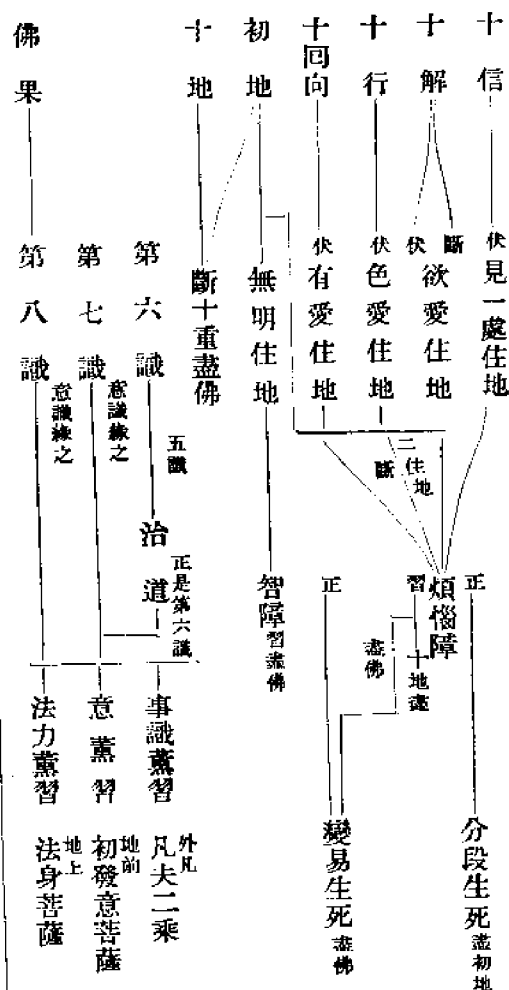 十信
十解
十行
十回向
初地
十地
佛果
伏
見一處住地
斷
伏
欲愛住地
伏
色愛住地
伏
有愛住地
無明住地
斷十重盡佛
第六識
第七識
第八識
二住地
斷
五識
意識緣之
意識緣之
治道
正是第六識
正
煩惱障
習
十地盡
盡佛
正
智障習盡佛
分段生死盡初地
變易生死盡佛
事識薰習
意薰習
法力薰習
外凡
凡夫二乘
地前
初發意菩薩
地上
法身菩薩